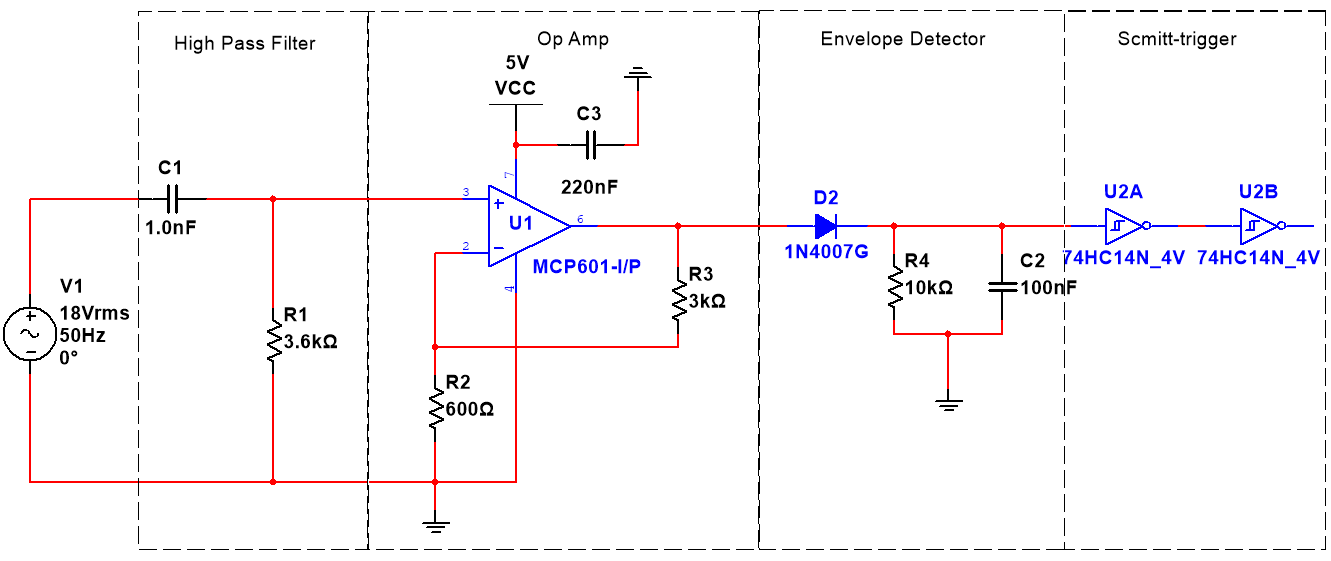 High Pass Filter
Op Amp
Envelope Detector
Scmitt-trigger
5V
VCC
C3
220nF
C1
1.0nF
3
7
+
U1
6
2
−
4
MCP601-I/P
D2
1N4007G
U2A
74HC14N_4V
U2B
74HC14N_4V
R3
3kΩ
R4
10kΩ
C2
100nF
V1
18Vrms
50Hz
0°
+
−
R1
3.6kΩ
R2
600Ω